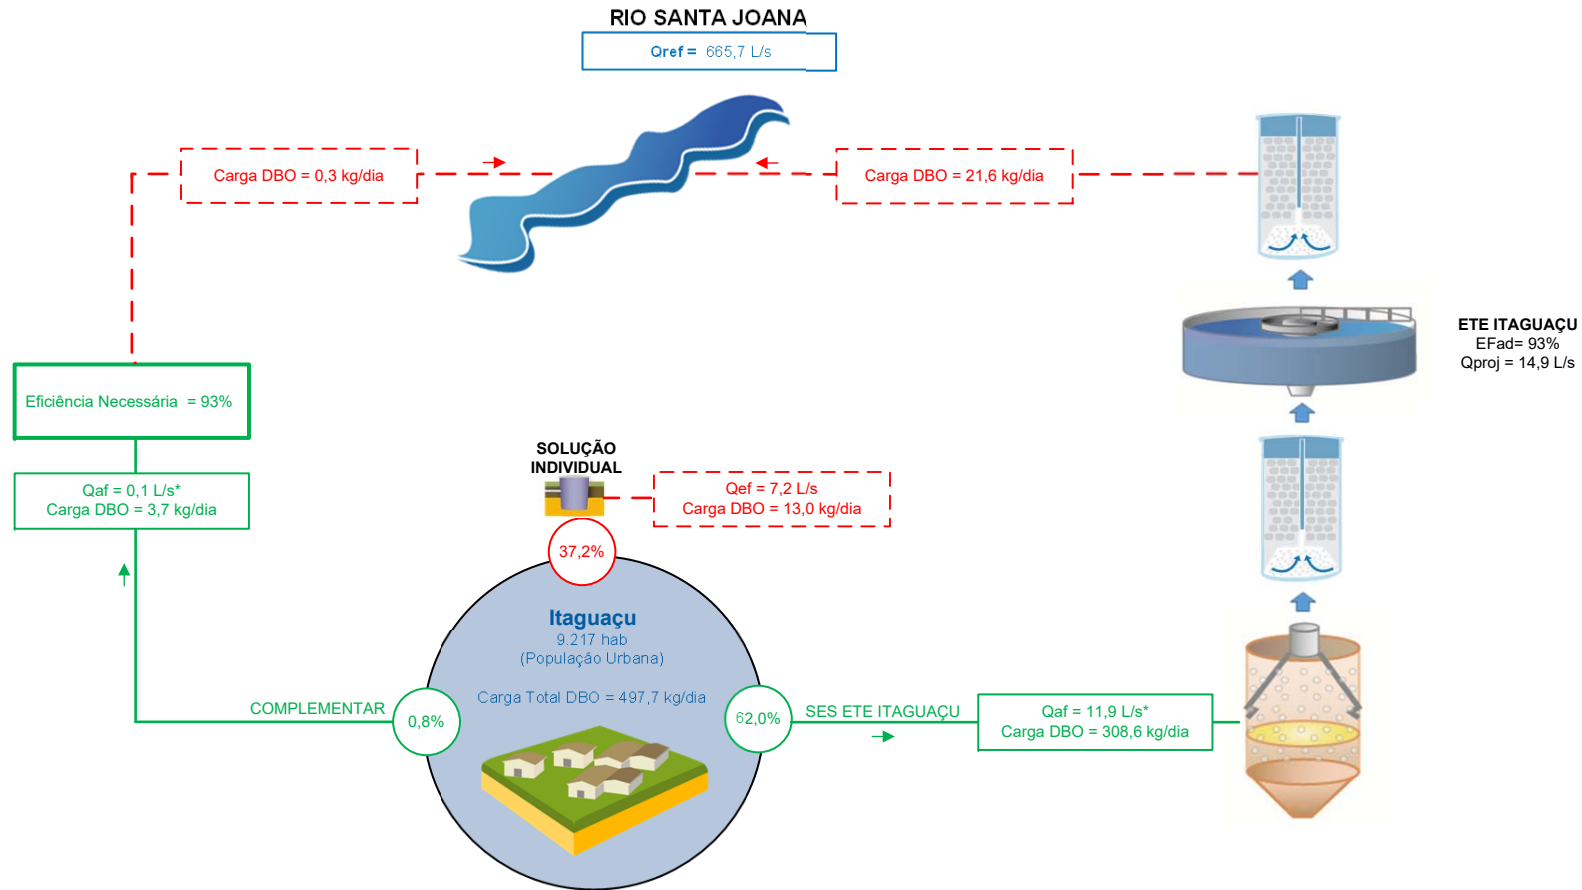 RIO SANTA JOANA
Qref = 665,7 L/s
Carga DBO = 0,3 kg/dia
Carga DBO = 21,6 kg/dia
ETE ITAGUAÇU
EFad= 93%
Qproj = 14,9 L/s
Eficiência Necessária = 93%
Qaf = 0,1 L/s*
Carga DBO = 3,7 kg/dia
SOLUÇÃO
INDIVIDUAL
Qef = 7,2 L/s
Carga DBO = 13,0 kg/dia
37,2%
Itaguaçu
9.217 hab
(População Urbana)
Carga Total DBO = 497,7 kg/dia
COMPLEMENTAR
0,8%
62,0%
SES ETE ITAGUAÇU
Qaf = 11,9 L/s*
Carga DBO = 308,6 kg/dia